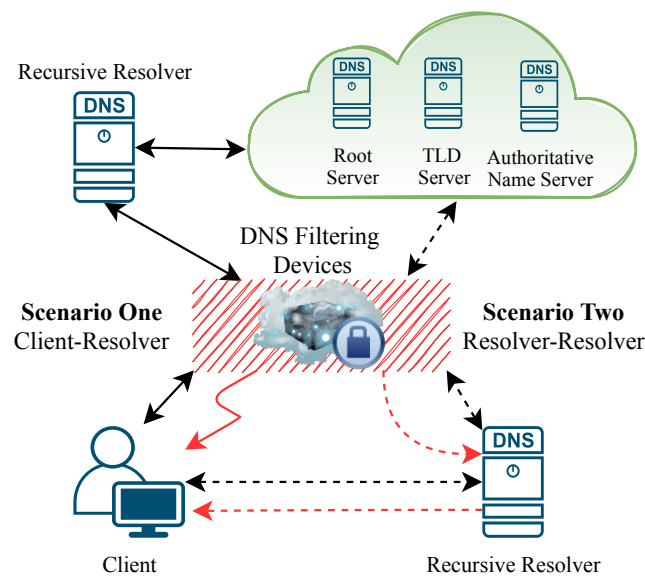 Recursive Resolver
DNS
DNS
DNS
DNS
Root
Server
TLD
Server
Authoritative
Name Server
DNS Filtering
Devices
Scenario One
Client-Resolver
Scenario Two
Resolver-Resolver
DNS
Client
Recursive Resolver